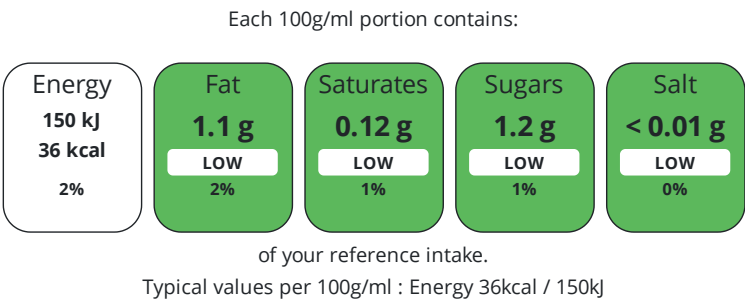 Each 100g/ml portion contains:
Energy
150 kJ
36 kcal
2%
Fat
1.1 g
LOW
2%
Saturates
0.12 g
LOW
1%
Sugars
1.2 g
LOW
1%
Salt
< 0.01 g
LOW
0%
of your reference intake.
Typical values per 100g/ml : Energy 36kcal / 150kJ